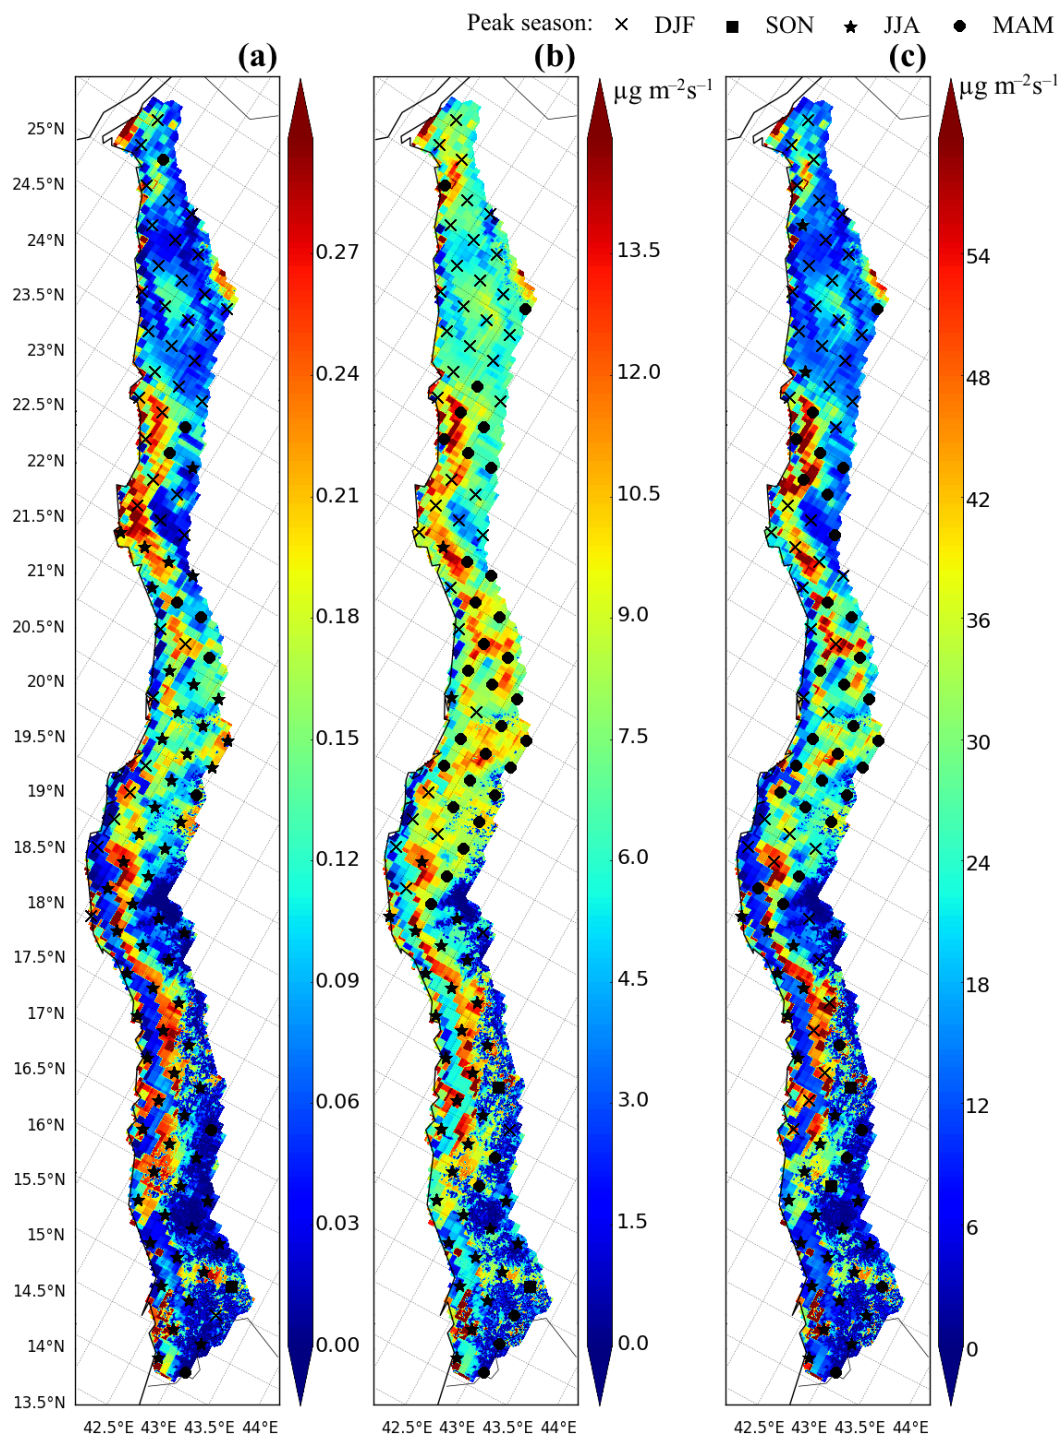 Peak season: × DJF ■ SON ★ JJA ● MAM
(a) (b) (c)
µg m⁻²s⁻¹ µg m⁻²s⁻¹
25°N
24.5°N
24°N
23.5°N
23°N
22.5°N
22°N
21.5°N
21°N
20.5°N
20°N
19.5°N
19°N
18.5°N
18°N
17.5°N
17°N
16.5°N
16°N
15.5°N
15°N
14.5°N
14°N
13.5°N
0.27
0.24
0.21
0.18
0.15
0.12
0.09
0.06
0.03
0.00
13.5
12.0
10.5
9.0
7.5
6.0
4.5
3.0
1.5
0.0
54
48
42
36
30
24
18
12
6
0
42.5°E 43°E 43.5°E 44°E 42.5°E 43°E 43.5°E 44°E 42.5°E 43°E 43.5°E 44°E